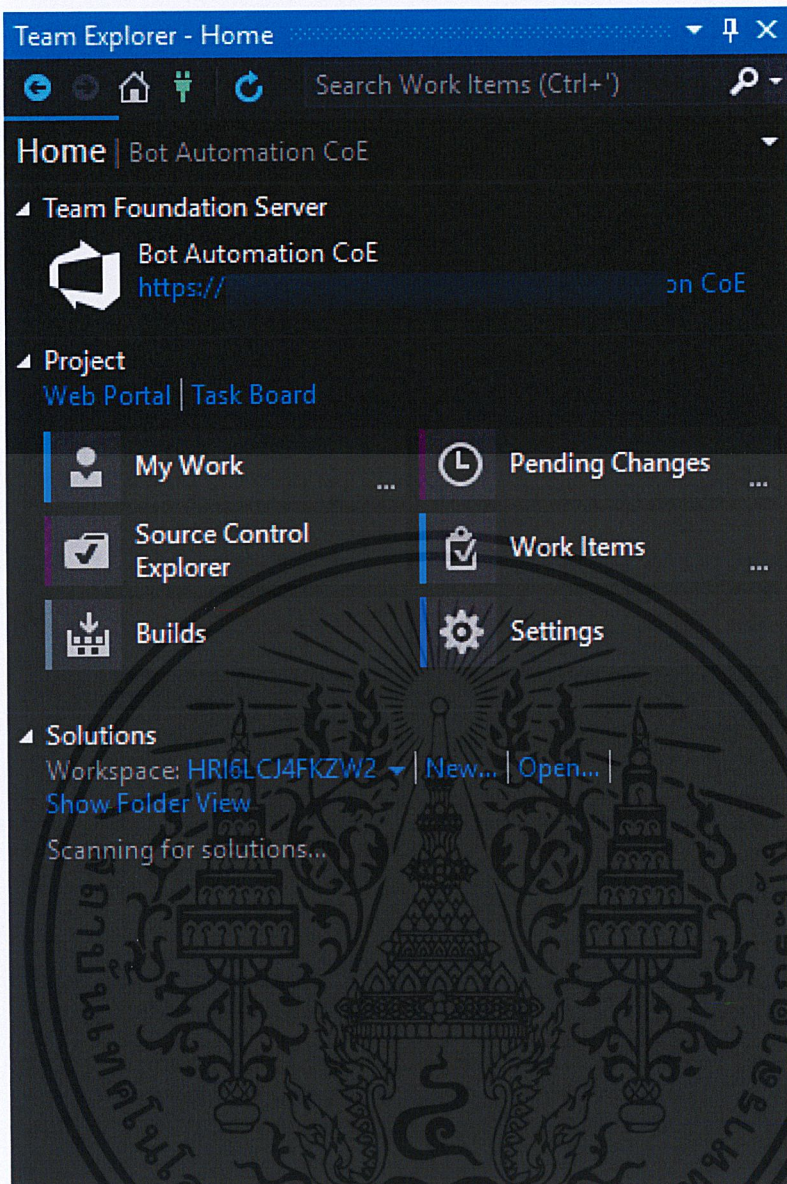 Team Explorer - Home
Search Work Items (Ctrl+')
Home | Bot Automation CoE
Team Foundation Server
Bot Automation CoE
https:// on CoE
Project
Web Portal | Task Board
My Work ...
Pending Changes ...
Source Control
Explorer
Work Items ...
Builds
Settings
Solutions
Workspace: HRI6LCJ4FKZW2 | New... | Open... |
Show Folder View
Scanning for solutions...